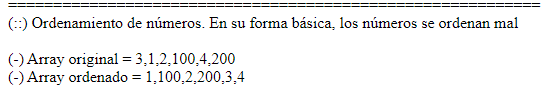 ============================================================
(::) Ordenamiento de números. En su forma básica, los números se ordenan mal
(-) Array original = 3,1,2,100,4,200
(-) Array ordenado = 1,100,2,200,3,4